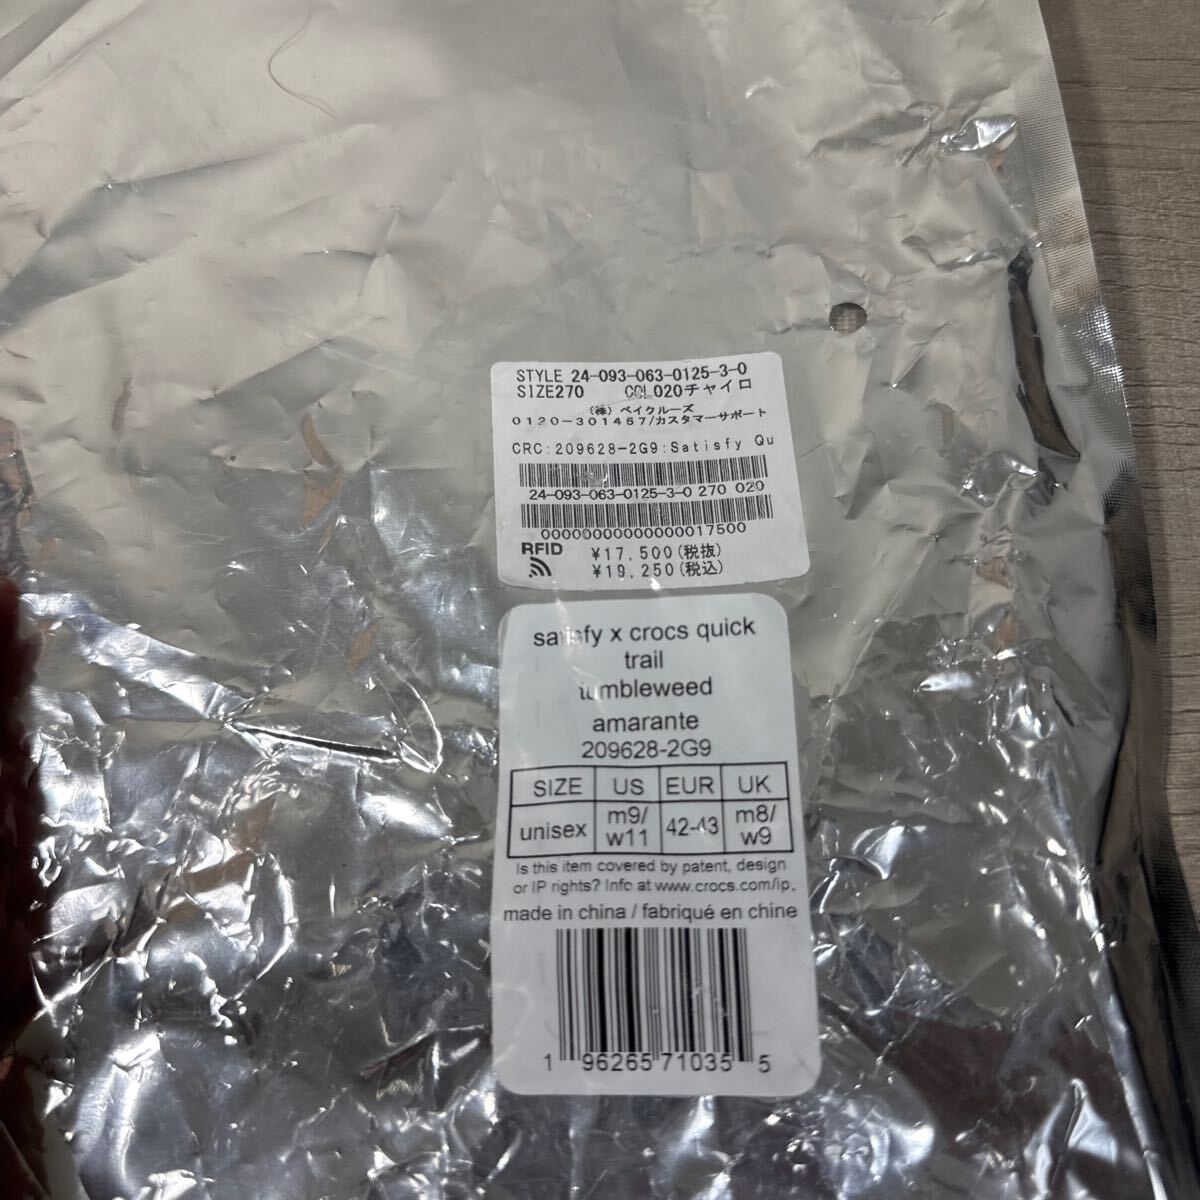 STYLE 24-093-063-0125-3-0
SIZE270 COL020チャイロ
(株) ベイクルーズ
0120-301457/カスタマーサポート
CRC:209628-2G9:Satisfy Qu
24-093-063-0125-3-0 270 020
00000000000000017500
RFID ¥17,500(税抜)
¥19,250(税込)
satisfy x crocs quick
trail
tumbleweed
amarante
209628-2G9
SIZE US EUR UK
unisex m9/ w11 42-43 m8/ w9
Is this item covered by patent, design
or IP rights? Info at www.crocs.com/ip.
made in china / fabriqué en chine
1 96265 71035 5